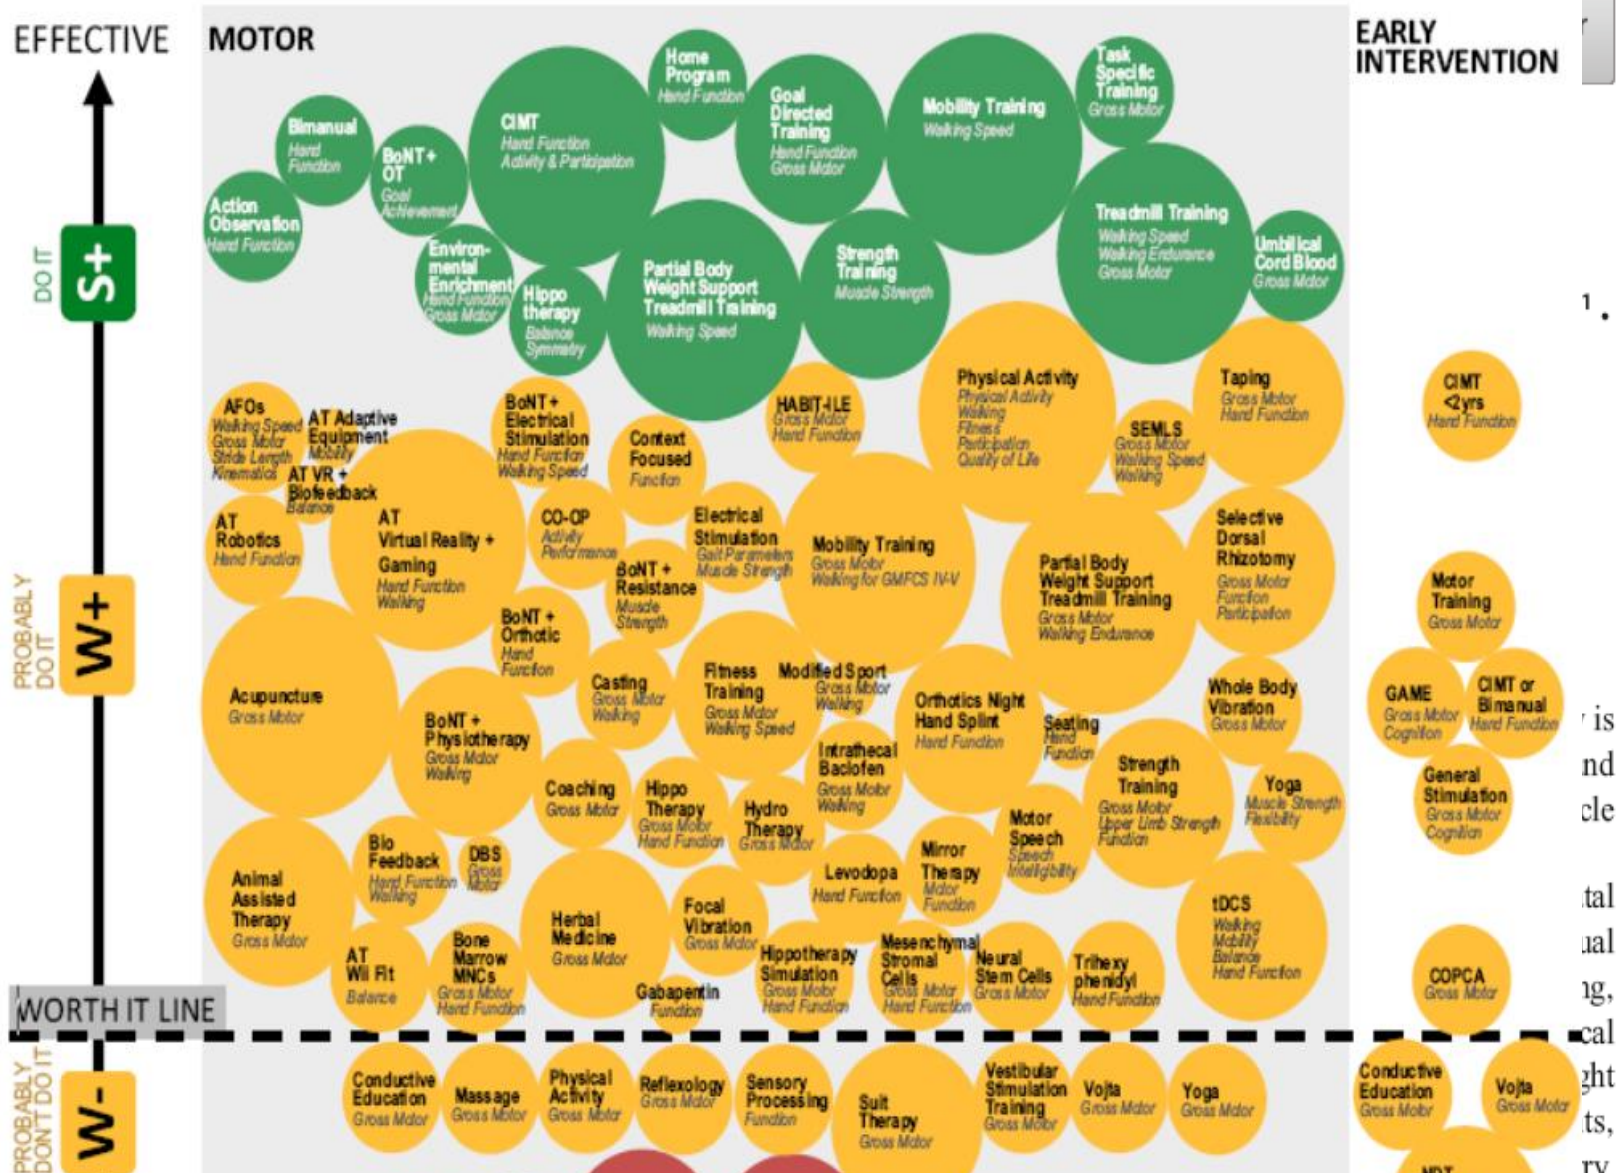 EFFECTIVE
MOTOR
EARLY
INTERVENTION
DO IT
S+
PROBABLY
DO IT
W+
WORTH IT LINE
PROBABLY
DON'T DO IT
W-
Bimanual
Hand
Function
BoNT +
OT
Goal
Achievement
Action
Observation
Hand Function
CIMT
Hand Function
Activity & Participation
Home
Program
Hand Function
Goal
Directed
Training
Hand Function
Gross Motor
Mobility Training
Walking Speed
Task
Specific
Training
Gross Motor
Environ-
mental
Enrichment
Hand Function
Gross Motor
Hippo
therapy
Balance
Symmetry
Partial Body
Weight Support
Treadmill Training
Walking Speed
Strength
Training
Muscle Strength
Treadmill Training
Walking Speed
Walking Endurance
Gross Motor
Umbilical
Cord Blood
Gross Motor
AFOs
Walking Speed
Gross Motor
Stride Length
Kinematics
AT Adaptive
Equipment
Mobility
AT VR +
Biofeedback
Balance
BoNT +
Electrical
Stimulation
Hand Function
Walking Speed
Context
Focused
Function
HABIT-ILE
Gross Motor
Hand Function
Physical Activity
Physical Activity
Walking
Fitness
Participation
Quality of Life
SEMLS
Gross Motor
Walking Speed
Walking
Taping
Gross Motor
Hand Function
CIMT
<2yrs
Hand Function
AT
Robotics
Hand Function
AT
Virtual Reality +
Gaming
Hand Function
Walking
CO-OP
Activity
Performance
Electrical
Stimulation
Gait Parameters
Muscle Strength
BoNT +
Resistance
Muscle
Strength
Mobility Training
Gross Motor
Walking for GMFCS IV-V
Partial Body
Weight Support
Treadmill Training
Gross Motor
Walking Endurance
Selective
Dorsal
Rhizotomy
Gross Motor
Function
Participation
Motor
Training
Gross Motor
Acupuncture
Gross Motor
BoNT +
Orthotic
Hand
Function
BoNT +
Physiotherapy
Gross Motor
Walking
Casting
Gross Motor
Walking
Fitness
Training
Gross Motor
Walking Speed
Modified Sport
Gross Motor
Walking
Orthotics Night
Hand Splint
Hand Function
Seating
Hand
Function
Whole Body
Vibration
Gross Motor
GAME
Gross Motor
Cognition
CIMT or
Bimanual
Hand Function
Coaching
Gross Motor
Hippo
Therapy
Gross Motor
Hand Function
Hydro
Therapy
Gross Motor
Intrathecal
Baclofen
Gross Motor
Walking
Strength
Training
Gross Motor
Upper Limb Strength
Function
Yoga
Muscle Strength
Flexibility
General
Stimulation
Gross Motor
Cognition
Animal
Assisted
Therapy
Gross Motor
Bio
Feedback
Hand Function
Walking
DBS
Gross
Motor
Herbal
Medicine
Gross Motor
Focal
Vibration
Gross Motor
Levodopa
Hand Function
Mirror
Therapy
Motor
Function
Motor
Speech
Speech
Intelligibility
tDCS
Walking
Mobility
Balance
Hand Function
AT
Wii Fit
Balance
Bone
Marrow
MNCs
Gross Motor
Hand Function
Gabapentin
Function
Hippotherapy
Simulation
Gross Motor
Hand Function
Mesenchymal
Stromal
Cells
Gross Motor
Hand Function
Neural
Stem Cells
Gross Motor
Trihexy
phenidyl
Hand Function
COPCA
Gross Motor
Conductive
Education
Gross Motor
Massage
Gross Motor
Physical
Activity
Gross Motor
Reflexology
Gross Motor
Sensory
Processing
Function
Suit
Therapy
Gross Motor
Vestibular
Stimulation
Training
Gross Motor
Vojta
Gross Motor
Yoga
Gross Motor
Conductive
Education
Gross Motor
Vojta
Gross Motor
is